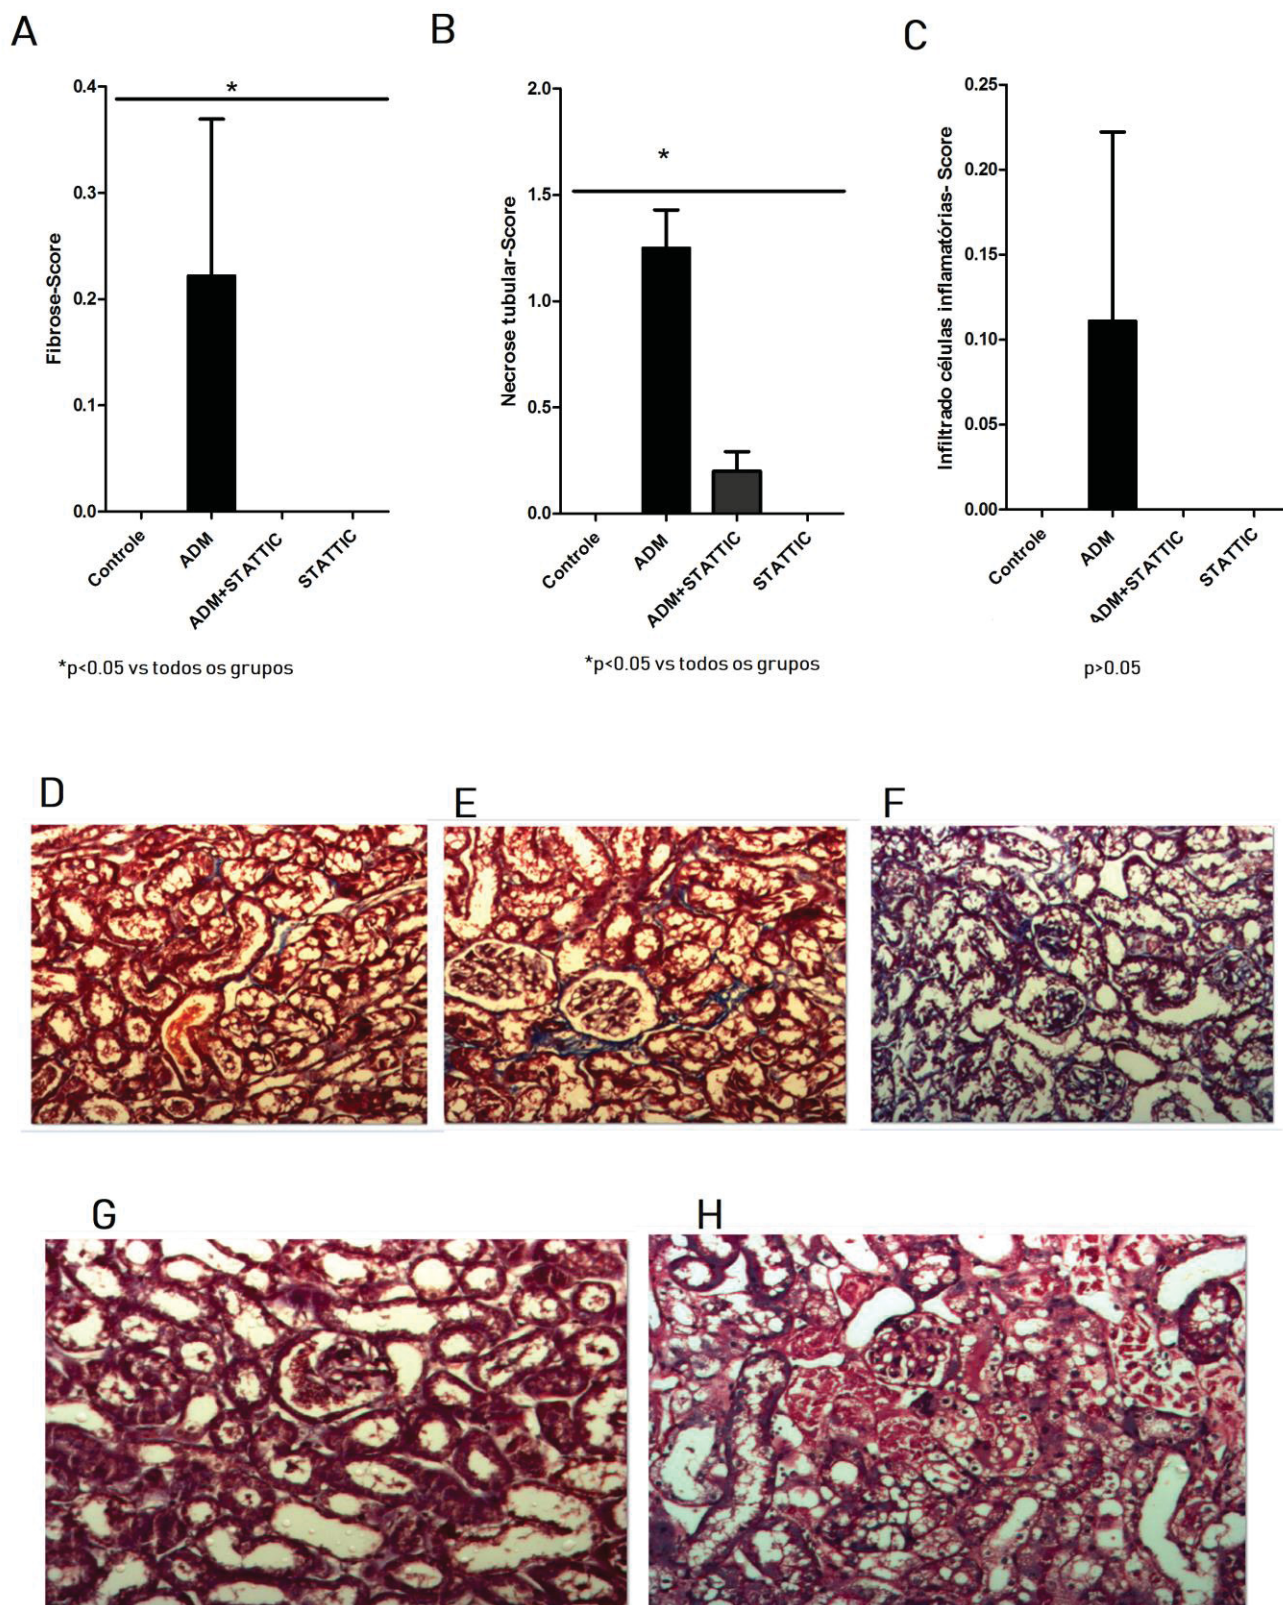 A
B
C
0.4
0.3
0.2
0.1
0.0
Fibrose-Score
*
Controle
ADM
ADM+STATTIC
STATTIC
*p<0.05 vs todos os grupos
2.0
1.5
1.0
0.5
0.0
Necrose tubular-Score
*
Controle
ADM
ADM+STATTIC
STATTIC
*p<0.05 vs todos os grupos
0.25
0.20
0.15
0.10
0.05
0.00
Infiltrado células inflamatórias- Score
Controle
ADM
ADM+STATTIC
STATTIC
p>0.05
D
E
F
G
H